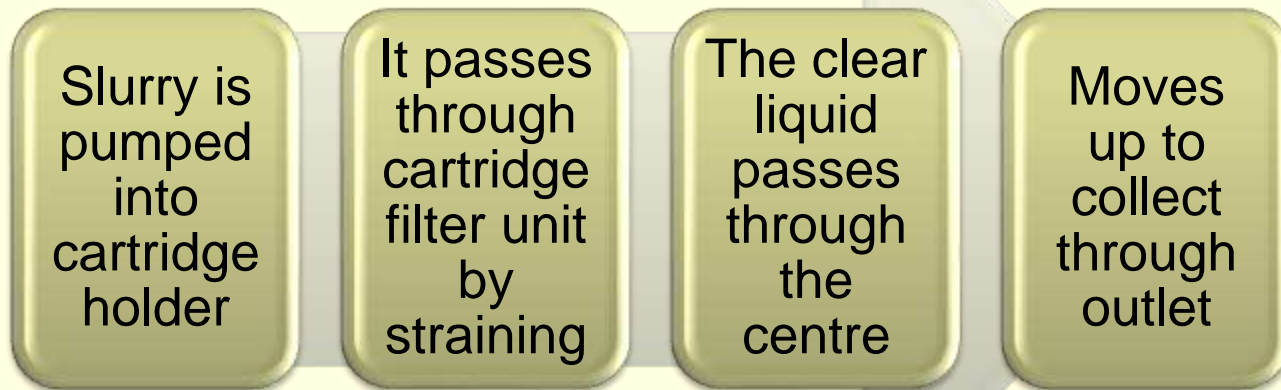 Slurry is
pumped
into
cartridge
holder
It passes
through
cartridge
filter unit
by
straining
The clear
liquid
passes
through
the
centre
Moves
up to
collect
through
outlet